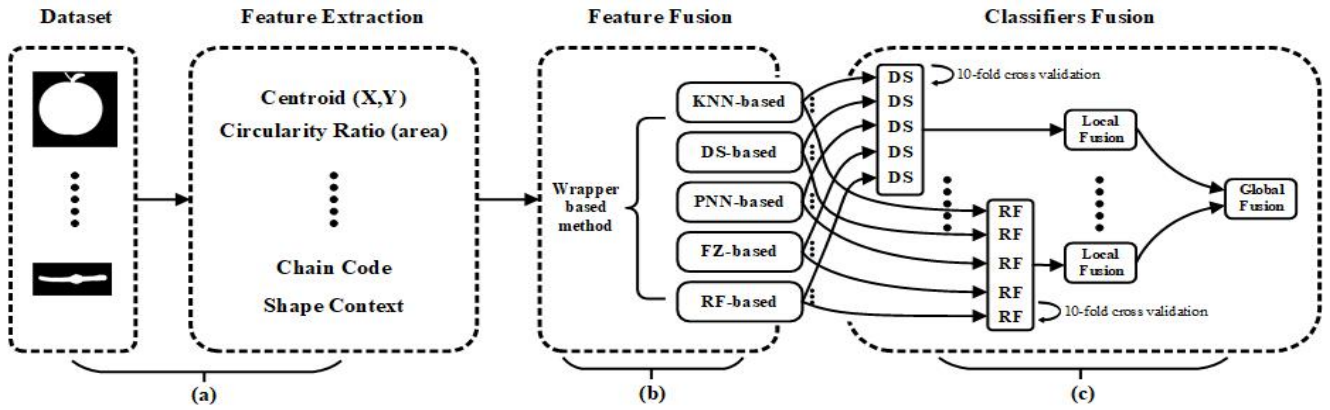 Dataset
Feature Extraction
Feature Fusion
Classifiers Fusion
Centroid (X,Y)
Circularity Ratio (area)
Chain Code
Shape Context
Wrapper
based
method
KNN-based
DS-based
PNN-based
FZ-based
RF-based
DS
DS
DS
DS
DS
10-fold cross validation
RF
RF
RF
RF
RF
10-fold cross validation
Local
Fusion
Local
Fusion
Global
Fusion
(a)
(b)
(c)